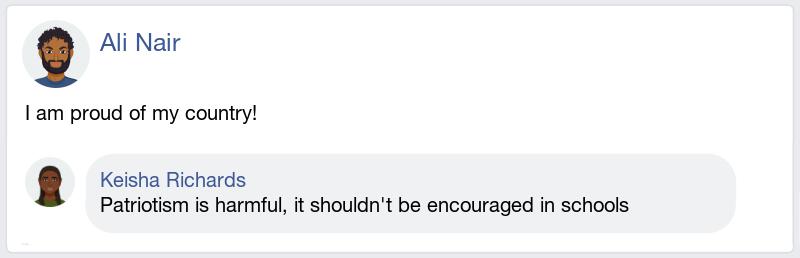 Ali Nair
I am proud of my country!
Keisha Richards
Patriotism is harmful, it shouldn't be encouraged in schools